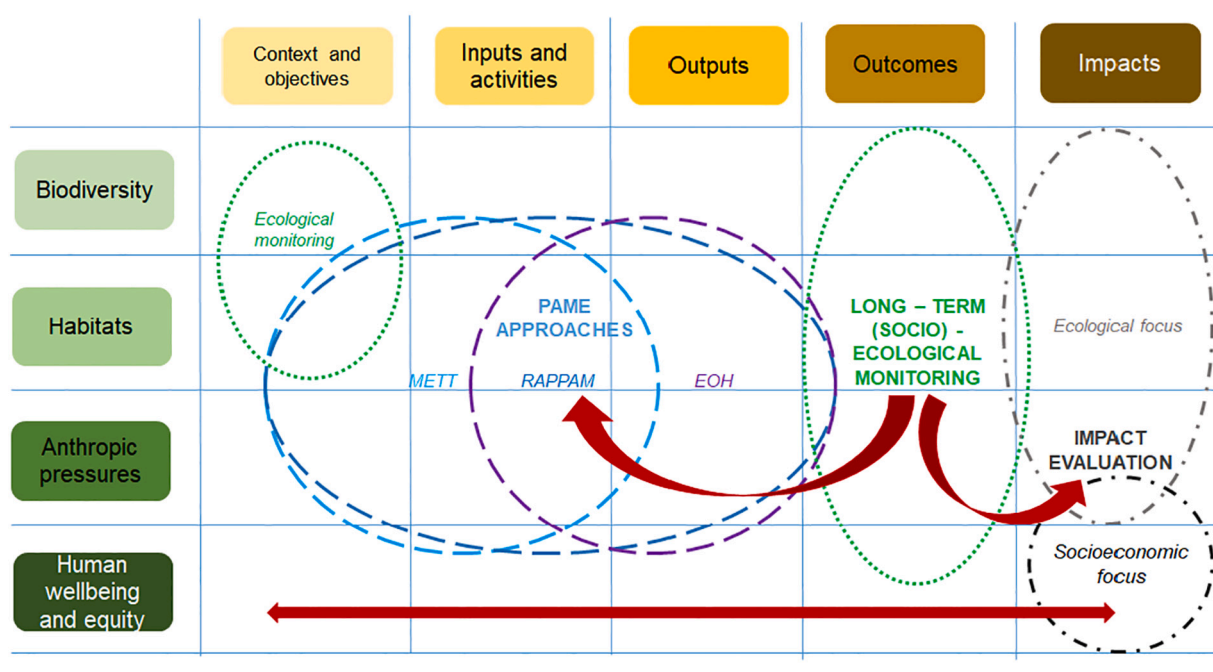 Context and
objectives
Inputs and
activities
Outputs
Outcomes
Impacts
Biodiversity
Ecological
monitoring
Habitats
PAME
APPROACHES
METT
RAPPAM
EOH
LONG – TERM
(SOCIO) -
ECOLOGICAL
MONITORING
Ecological focus
Anthropic
pressures
IMPACT
EVALUATION
Human
wellbeing
and equity
Socioeconomic
focus